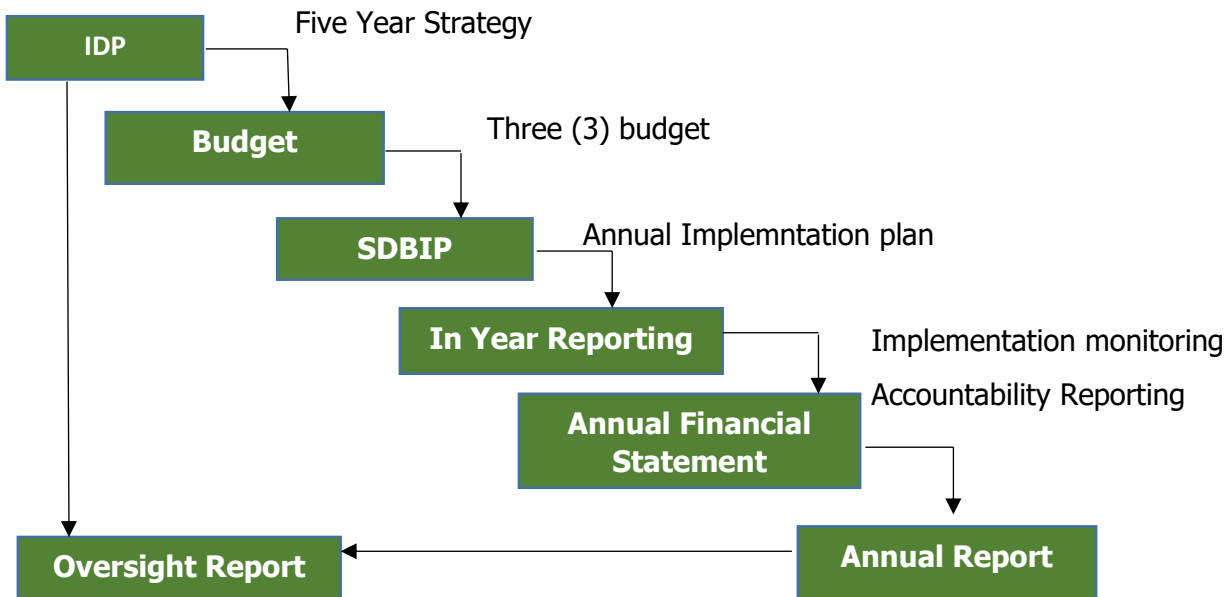 Five Year Strategy
IDP
Three (3) budget
Budget
SDBIP
Annual Implemntation plan
In Year Reporting
Implementation monitoring
Accountability Reporting
Annual Financial
Statement
Oversight Report
Annual Report